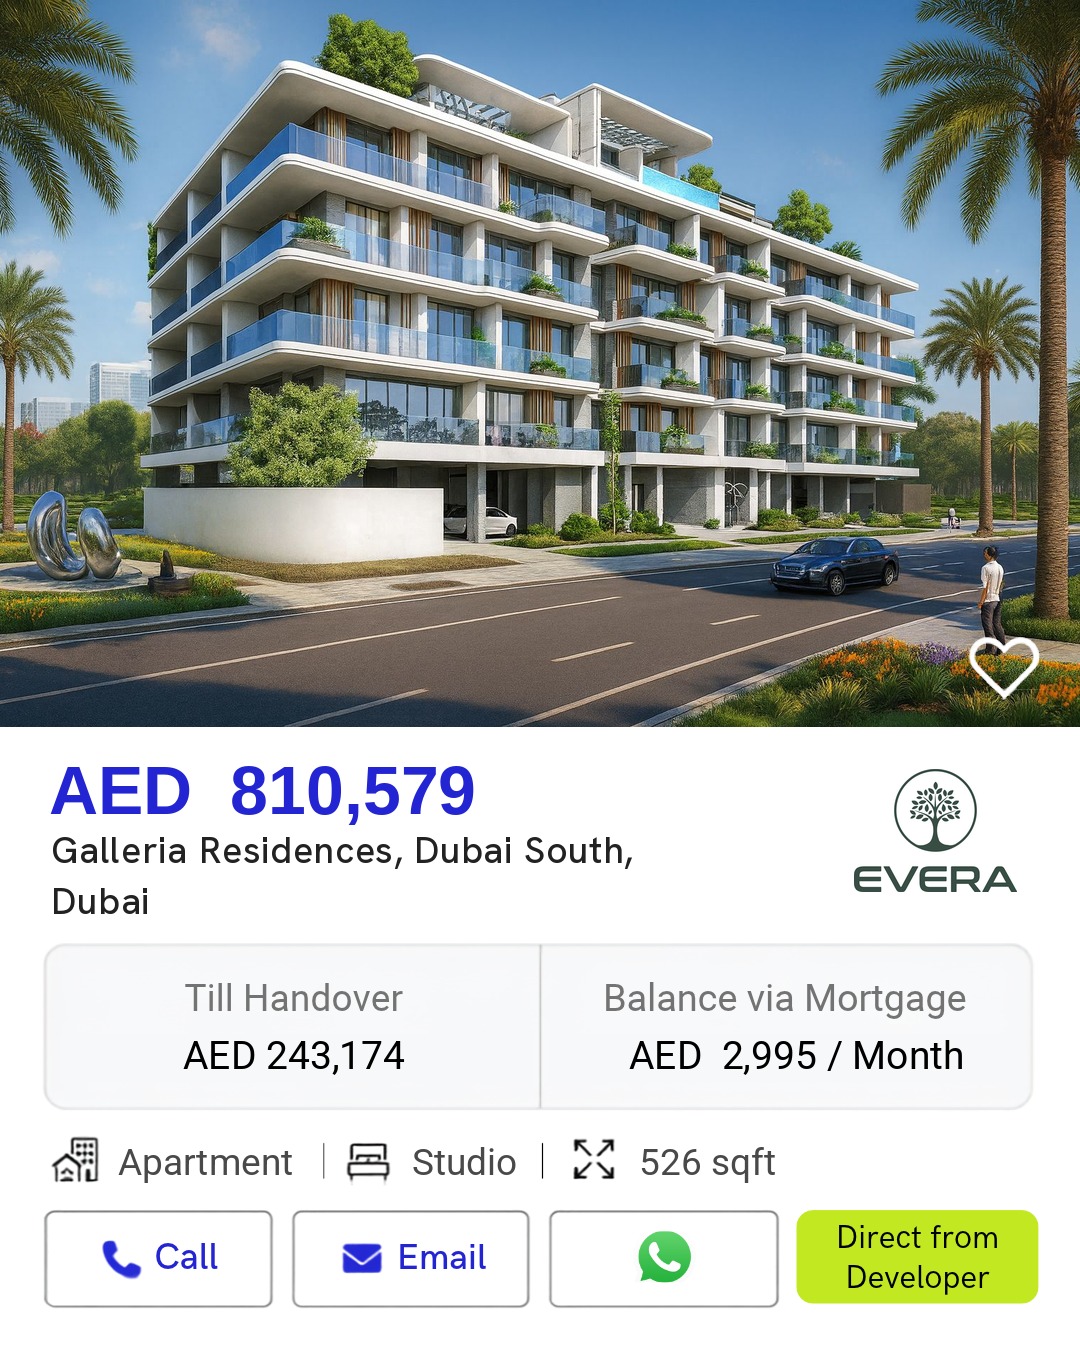 AED 810,579
Galleria Residences, Dubai South,
Dubai
EVERA
Till Handover
AED 243,174
Balance via Mortgage
AED 2,995 / Month
Apartment
Studio
526 sqft
Call
Email
Direct from
Developer